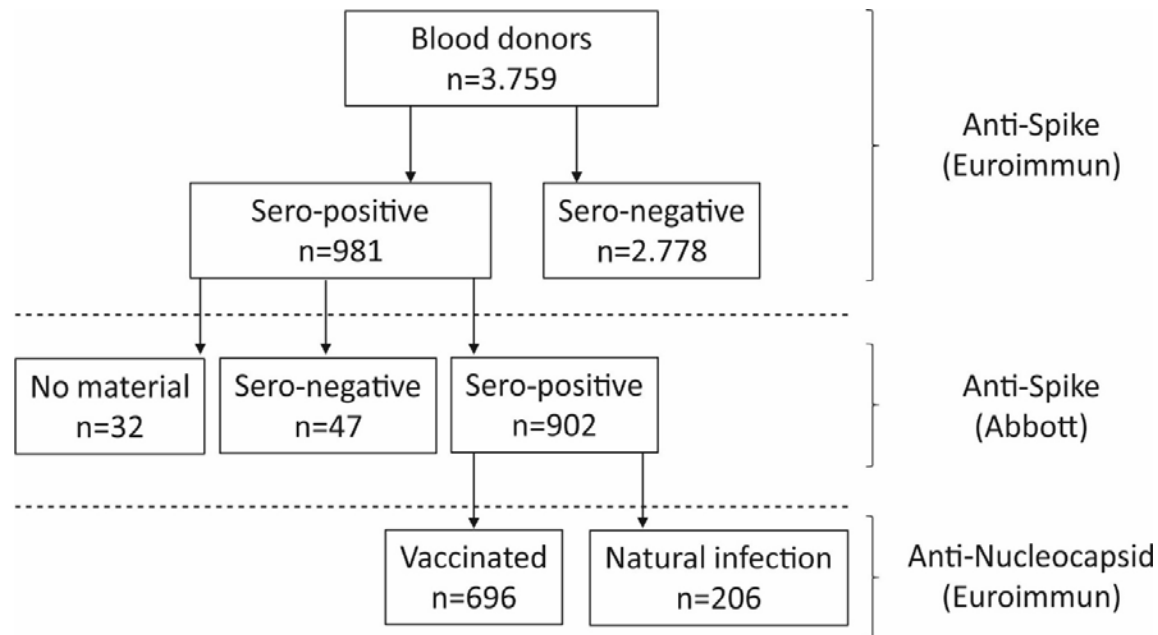 Blood donors
n=3.759
Anti-Spike
(Euroimmun)
Sero-positive
n=981
Sero-negative
n=2.778
No material
n=32
Sero-negative
n=47
Sero-positive
n=902
Anti-Spike
(Abbott)
Vaccinated
n=696
Natural infection
n=206
Anti-Nucleocapsid
(Euroimmun)